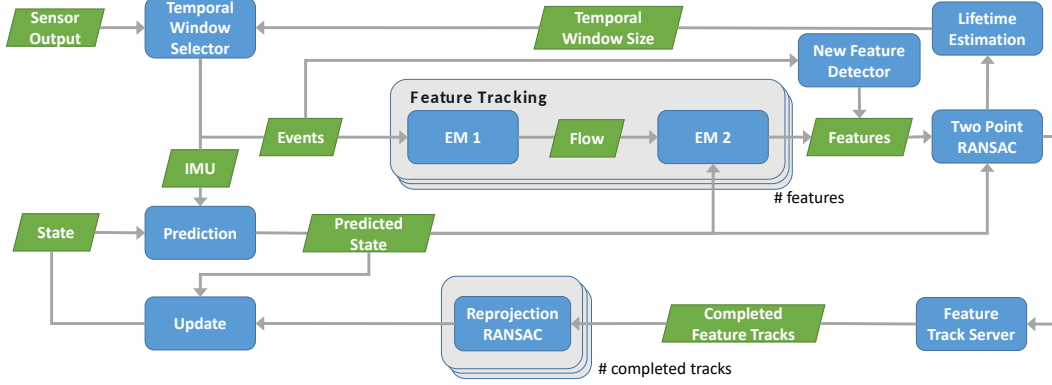 Sensor
Output
Temporal
Window
Selector
Temporal
Window Size
Lifetime
Estimation
New Feature
Detector
Feature Tracking
Events
EM 1
Flow
EM 2
Features
Two Point
RANSAC
IMU
# features
State
Prediction
Predicted
State
Update
Reprojection
RANSAC
Completed
Feature Tracks
Feature
Track Server
# completed tracks